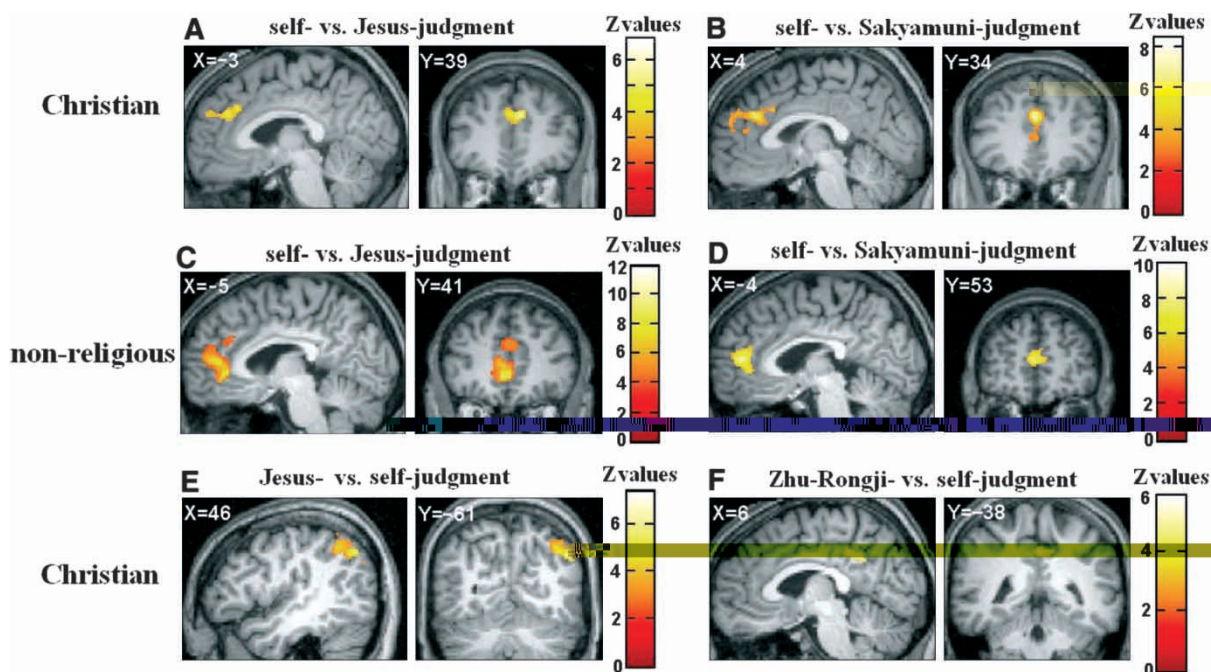 A self- vs. Jesus-judgment Zvalues
X=-3 Y=39
6
4
2
0
B self- vs. Sakyamuni-judgment Zvalues
X=4 Y=34
8
6
4
2
0
Christian
C self- vs. Jesus-judgment Zvalues
X=-5 Y=41
12
10
8
6
4
2
0
D self- vs. Sakyamuni-judgment Zvalues
X=-4 Y=53
10
8
6
4
2
0
non-religious
E Jesus- vs. self-judgment Zvalues
X=46 Y=-61
6
4
2
0
F Zhu-Rongji- vs. self-judgment Zvalues
X=6 Y=-38
6
4
2
0
Christian